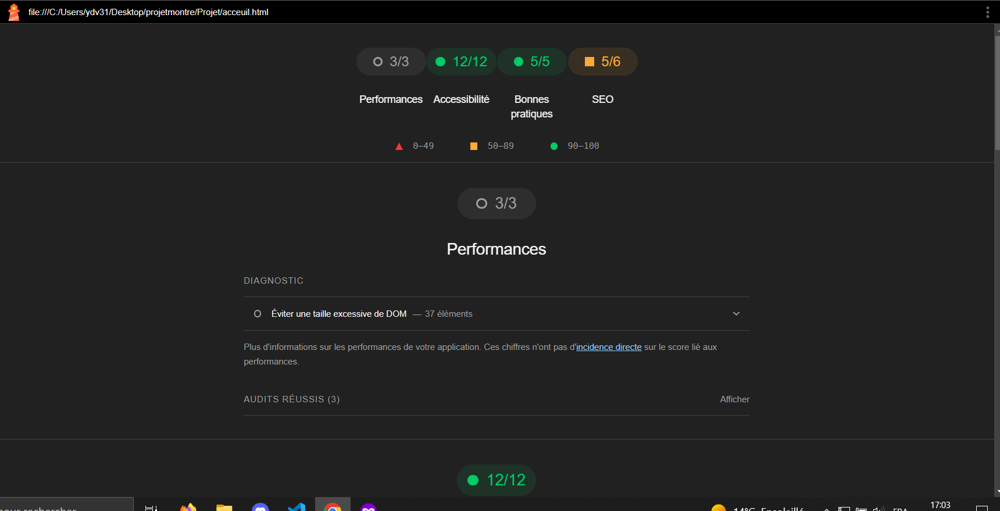 file:///C:/Users/ydv31/Desktop/projetmontre/Projet/acceuil.html
3/3 12/12 5/5 5/6
Performances Accessibilité Bonnes pratiques SEO
0–49 50–89 90–100
3/3
Performances
DIAGNOSTIC
Éviter une taille excessive de DOM — 37 éléments
Plus d'informations sur les performances de votre application. Ces chiffres n'ont pas d'incidence directe sur le score lié aux
performances.
AUDITS RÉUSSIS (3) Afficher
12/12
pour rechercher 14°C Ensoleillé FRA 17:03